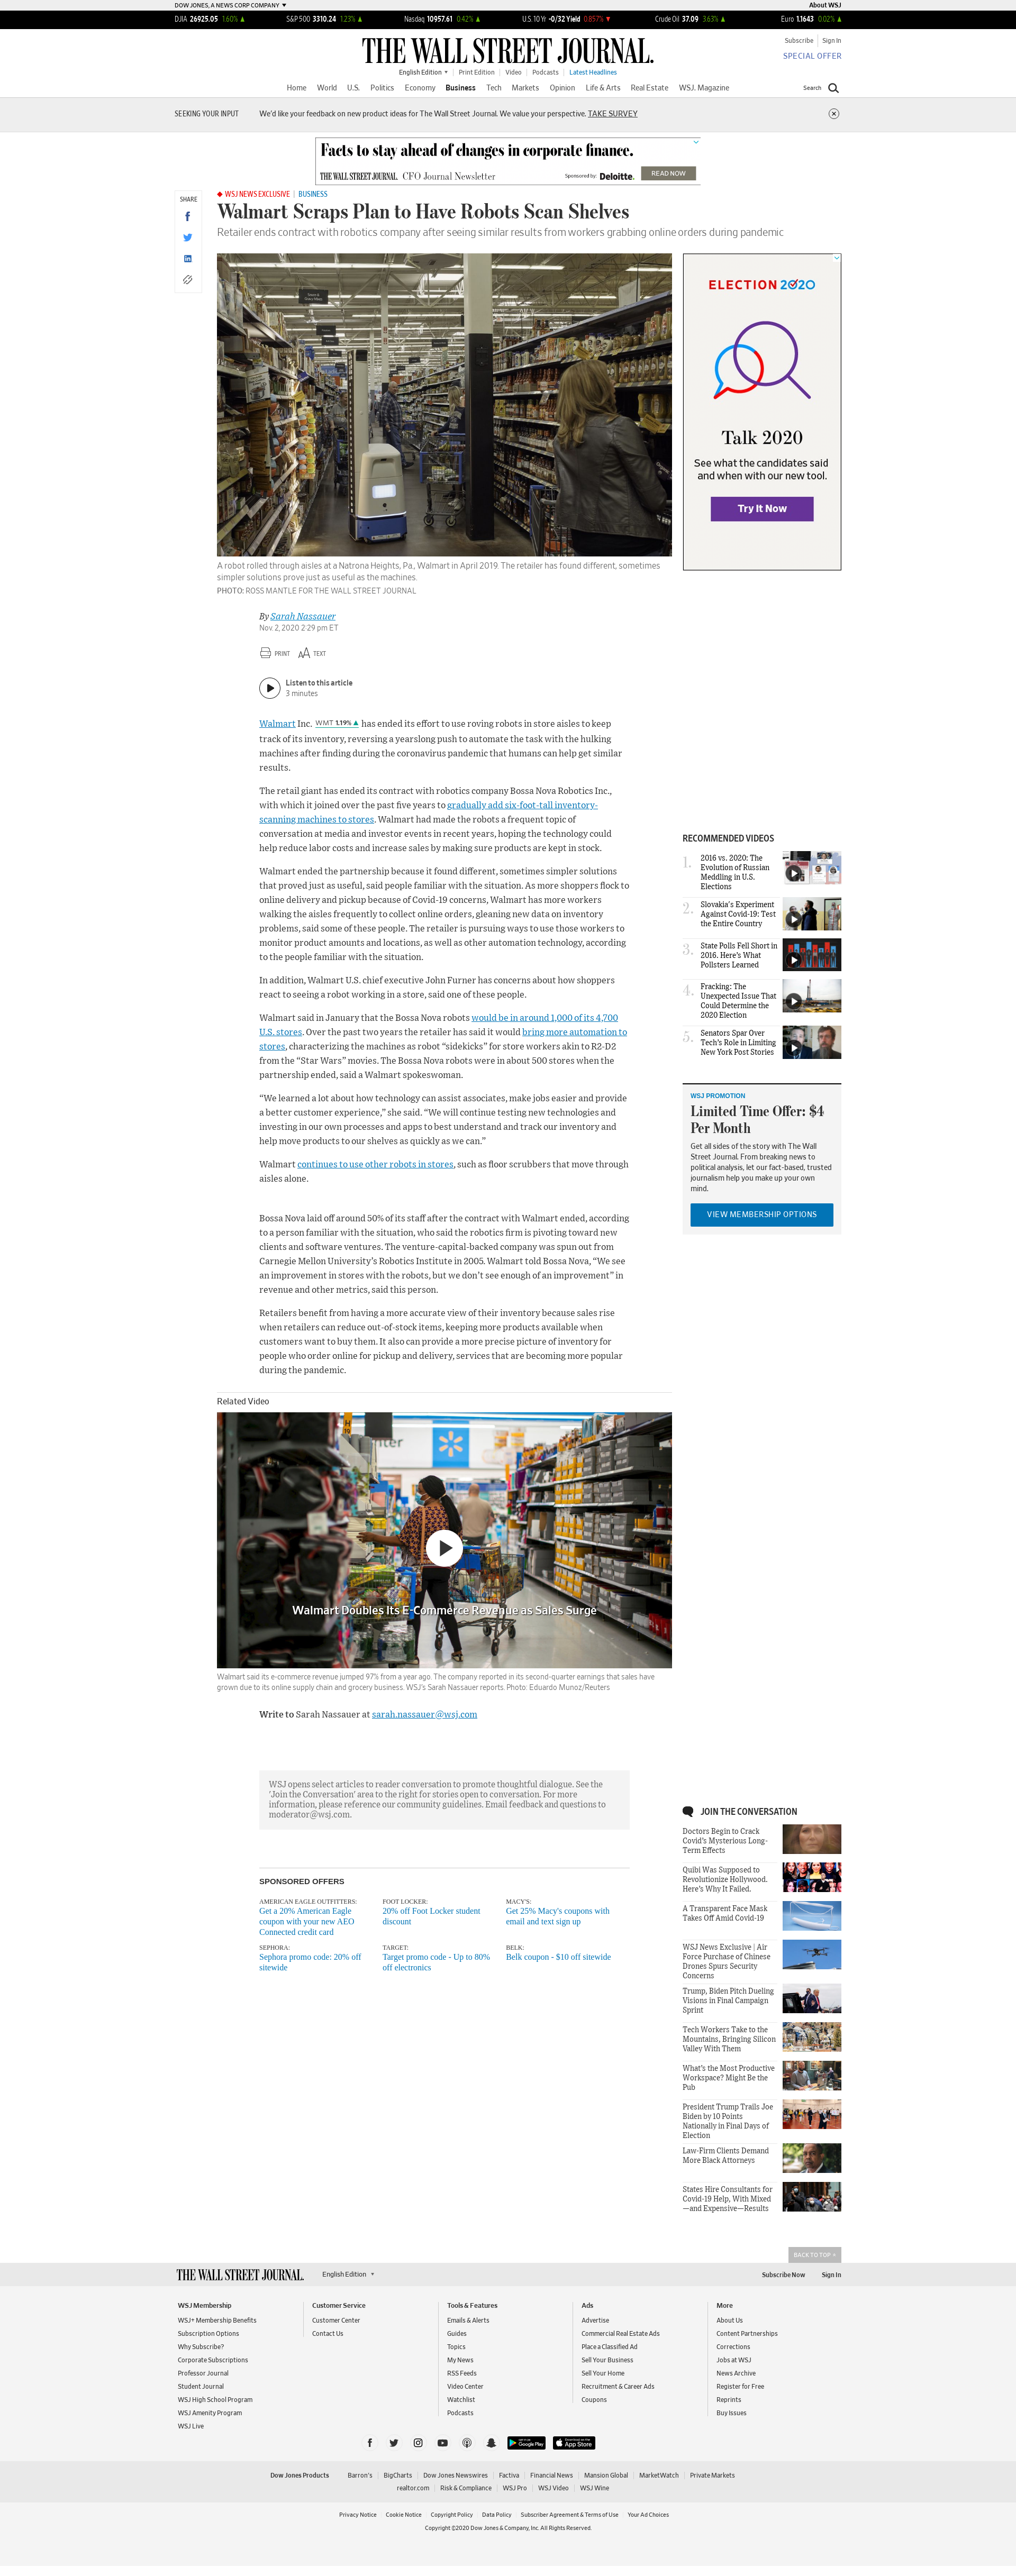 DOW JONES, A NEWS CORP COMPANY ▼
About WSJ
DJIA 26925.05 1.60% ▲
S&P 500 3310.24 1.23% ▲
Nasdaq 10957.61 0.42% ▲
U.S. 10 Yr -0/32 Yield 0.857% ▼
Crude Oil 37.09 3.63% ▲
Euro 1.1643 0.02% ▲
THE WALL STREET JOURNAL.
Subscribe | Sign In
SPECIAL OFFER
English Edition ▼ | Print Edition | Video | Podcasts | Latest Headlines
Home World U.S. Politics Economy Business Tech Markets Opinion Life & Arts Real Estate WSJ. Magazine
Search
SEEKING YOUR INPUT
We'd like your feedback on new product ideas for The Wall Street Journal. We value your perspective. TAKE SURVEY
Facts to stay ahead of changes in corporate finance.
THE WALL STREET JOURNAL. CFO Journal Newsletter
Sponsored by: Deloitte.
READ NOW
SHARE
◆ WSJ NEWS EXCLUSIVE | BUSINESS
Walmart Scraps Plan to Have Robots Scan Shelves
Retailer ends contract with robotics company after seeing similar results from workers grabbing online orders during pandemic
A robot rolled through aisles at a Natrona Heights, Pa., Walmart in April 2019. The retailer has found different, sometimes
simpler solutions prove just as useful as the machines.
PHOTO: ROSS MANTLE FOR THE WALL STREET JOURNAL
ELECTION 2020
Talk 2020
See what the candidates said
and when with our new tool.
Try It Now
By Sarah Nassauer
Nov. 2, 2020 2:29 pm ET
PRINT
TEXT
Listen to this article
3 minutes
Walmart Inc. WMT 1.19% ▲ has ended its effort to use roving robots in store aisles to keep
track of its inventory, reversing a yearslong push to automate the task with the hulking
machines after finding during the coronavirus pandemic that humans can help get similar
results.
The retail giant has ended its contract with robotics company Bossa Nova Robotics Inc.,
with which it joined over the past five years to gradually add six-foot-tall inventory-
scanning machines to stores. Walmart had made the robots a frequent topic of
conversation at media and investor events in recent years, hoping the technology could
help reduce labor costs and increase sales by making sure products are kept in stock.
Walmart ended the partnership because it found different, sometimes simpler solutions
that proved just as useful, said people familiar with the situation. As more shoppers flock to
online delivery and pickup because of Covid-19 concerns, Walmart has more workers
walking the aisles frequently to collect online orders, gleaning new data on inventory
problems, said some of these people. The retailer is pursuing ways to use those workers to
monitor product amounts and locations, as well as other automation technology, according
to the people familiar with the situation.
In addition, Walmart U.S. chief executive John Furner has concerns about how shoppers
react to seeing a robot working in a store, said one of these people.
Walmart said in January that the Bossa Nova robots would be in around 1,000 of its 4,700
U.S. stores. Over the past two years the retailer has said it would bring more automation to
stores, characterizing the machines as robot “sidekicks” for store workers akin to R2-D2
from the “Star Wars” movies. The Bossa Nova robots were in about 500 stores when the
partnership ended, said a Walmart spokeswoman.
“We learned a lot about how technology can assist associates, make jobs easier and provide
a better customer experience,” she said. “We will continue testing new technologies and
investing in our own processes and apps to best understand and track our inventory and
help move products to our shelves as quickly as we can.”
Walmart continues to use other robots in stores, such as floor scrubbers that move through
aisles alone.
Bossa Nova laid off around 50% of its staff after the contract with Walmart ended, according
to a person familiar with the situation, who said the robotics firm is pivoting toward new
clients and software ventures. The venture-capital-backed company was spun out from
Carnegie Mellon University’s Robotics Institute in 2005. Walmart told Bossa Nova, “We see
an improvement in stores with the robots, but we don’t see enough of an improvement” in
revenue and other metrics, said this person.
Retailers benefit from having a more accurate view of their inventory because sales rise
when retailers can reduce out-of-stock items, keeping more products available when
customers want to buy them. It also can provide a more precise picture of inventory for
people who order online for pickup and delivery, services that are becoming more popular
during the pandemic.
RECOMMENDED VIDEOS
1. 2016 vs. 2020: The
Evolution of Russian
Meddling in U.S.
Elections
2. Slovakia's Experiment
Against Covid-19: Test
the Entire Country
3. State Polls Fell Short in
2016. Here’s What
Pollsters Learned
4. Fracking: The
Unexpected Issue That
Could Determine the
2020 Election
5. Senators Spar Over
Tech’s Role in Limiting
New York Post Stories
WSJ PROMOTION
Limited Time Offer: $4
Per Month
Get all sides of the story with The Wall
Street Journal. From breaking news to
political analysis, let our fact-based, trusted
journalism help you make up your own
mind.
VIEW MEMBERSHIP OPTIONS
Related Video
Walmart Doubles Its E-Commerce Revenue as Sales Surge
Walmart said its e-commerce revenue jumped 97% from a year ago. The company reported in its second-quarter earnings that sales have
grown due to its online supply chain and grocery business. WSJ's Sarah Nassauer reports. Photo: Eduardo Munoz/Reuters
Write to Sarah Nassauer at sarah.nassauer@wsj.com
WSJ opens select articles to reader conversation to promote thoughtful dialogue. See the
'Join the Conversation' area to the right for stories open to conversation. For more
information, please reference our community guidelines. Email feedback and questions to
moderator@wsj.com.
SPONSORED OFFERS
AMERICAN EAGLE OUTFITTERS:
Get a 20% American Eagle
coupon with your new AEO
Connected credit card
FOOT LOCKER:
20% off Foot Locker student
discount
MACY'S:
Get 25% Macy's coupons with
email and text sign up
SEPHORA:
Sephora promo code: 20% off
sitewide
TARGET:
Target promo code - Up to 80%
off electronics
BELK:
Belk coupon - $10 off sitewide
JOIN THE CONVERSATION
Doctors Begin to Crack
Covid’s Mysterious Long-
Term Effects
Quibi Was Supposed to
Revolutionize Hollywood.
Here’s Why It Failed.
A Transparent Face Mask
Takes Off Amid Covid-19
WSJ News Exclusive | Air
Force Purchase of Chinese
Drones Spurs Security
Concerns
Trump, Biden Pitch Dueling
Visions in Final Campaign
Sprint
Tech Workers Take to the
Mountains, Bringing Silicon
Valley With Them
What’s the Most Productive
Workspace? Might Be the
Pub
President Trump Trails Joe
Biden by 10 Points
Nationally in Final Days of
Election
Law-Firm Clients Demand
More Black Attorneys
States Hire Consultants for
Covid-19 Help, With Mixed
—and Expensive—Results
BACK TO TOP
THE WALL STREET JOURNAL.
English Edition ▼
Subscribe Now
Sign In
WSJ Membership
WSJ+ Membership Benefits
Subscription Options
Why Subscribe?
Corporate Subscriptions
Professor Journal
Student Journal
WSJ High School Program
WSJ Amenity Program
WSJ Live
Customer Service
Customer Center
Contact Us
Tools & Features
Emails & Alerts
Guides
Topics
My News
RSS Feeds
Video Center
Watchlist
Podcasts
Ads
Advertise
Commercial Real Estate Ads
Place a Classified Ad
Sell Your Business
Sell Your Home
Recruitment & Career Ads
Coupons
More
About Us
Content Partnerships
Corrections
Jobs at WSJ
News Archive
Register for Free
Reprints
Buy Issues
Google Play
App Store
Dow Jones Products
Barron's | BigCharts | Dow Jones Newswires | Factiva | Financial News | Mansion Global | MarketWatch | Private Markets
realtor.com | Risk & Compliance | WSJ Pro | WSJ Video | WSJ Wine
Privacy Notice | Cookie Notice | Copyright Policy | Data Policy | Subscriber Agreement & Terms of Use | Your Ad Choices
Copyright ©2020 Dow Jones & Company, Inc. All Rights Reserved.